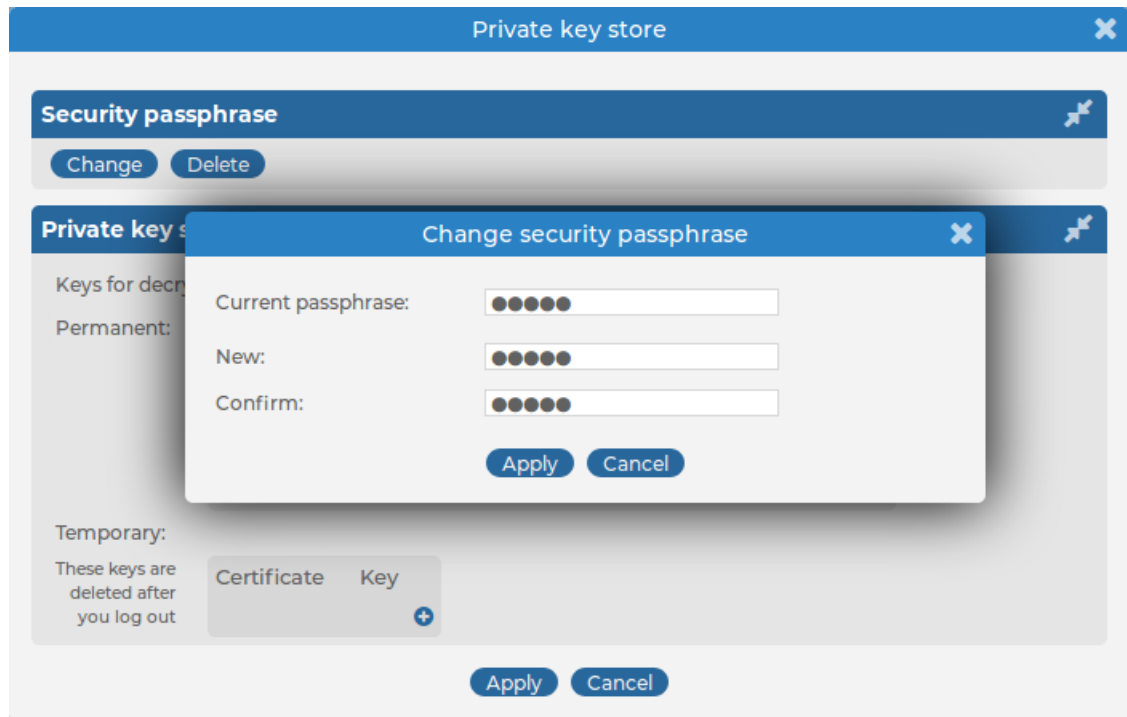 Private key store
Security passphrase
Change Delete
Private key
Change security passphrase
Keys for
Current passphrase: ●●●●●
Permanent:
New: ●●●●●
Confirm: ●●●●●
Apply Cancel
Temporary:
These keys are
deleted after
you log out
Certificate Key
Apply Cancel